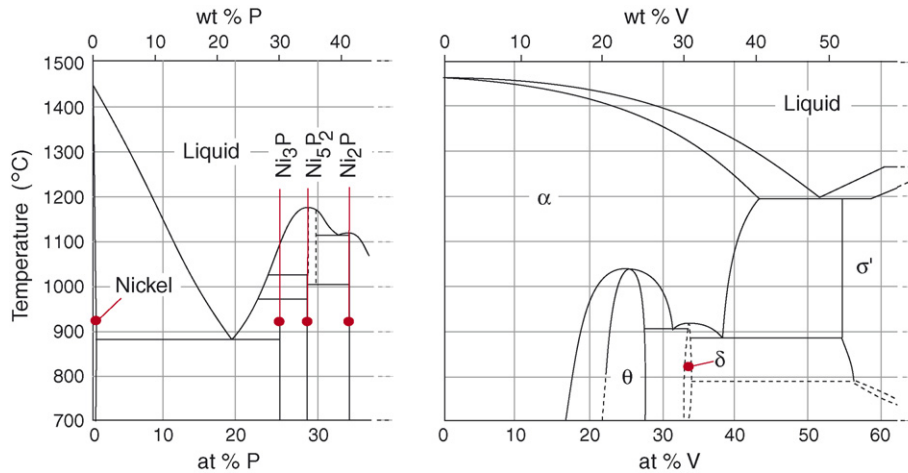 wt % P
0 10 20 30 40
1500
1400
1300
1200
1100
1000
900
800
700
Temperature (°C)
Liquid
Ni3P
Ni5P2
Ni2P
Nickel
0 10 20 30
at % P
wt % V
0 10 20 30 40 50
Liquid
α
σ'
θ
δ
0 10 20 30 40 50 60
at % V